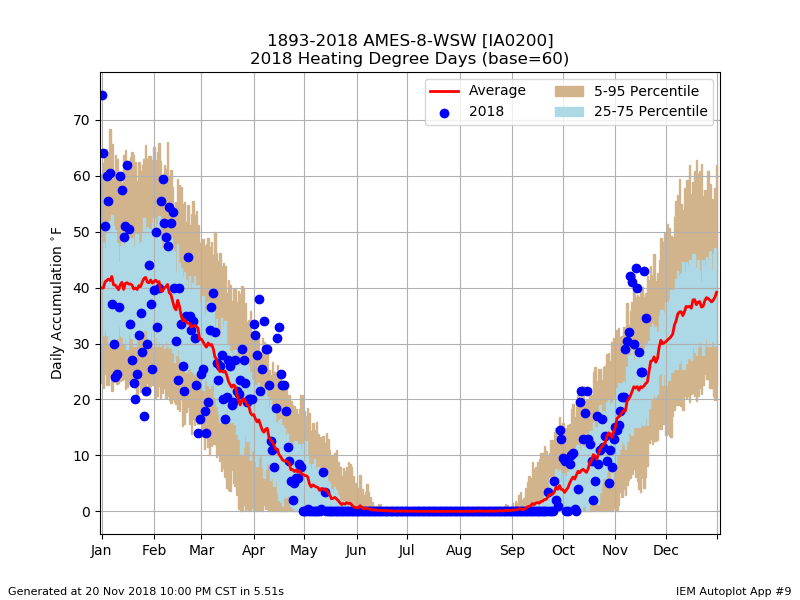 1893-2018 AMES-8-WSW [IA0200]
2018 Heating Degree Days (base=60)
Average
2018
5-95 Percentile
25-75 Percentile
Daily Accumulation °F
70
60
50
40
30
20
10
0
Jan Feb Mar Apr May Jun Jul Aug Sep Oct Nov Dec
Generated at 20 Nov 2018 10:00 PM CST in 5.51s
IEM Autoplot App #9